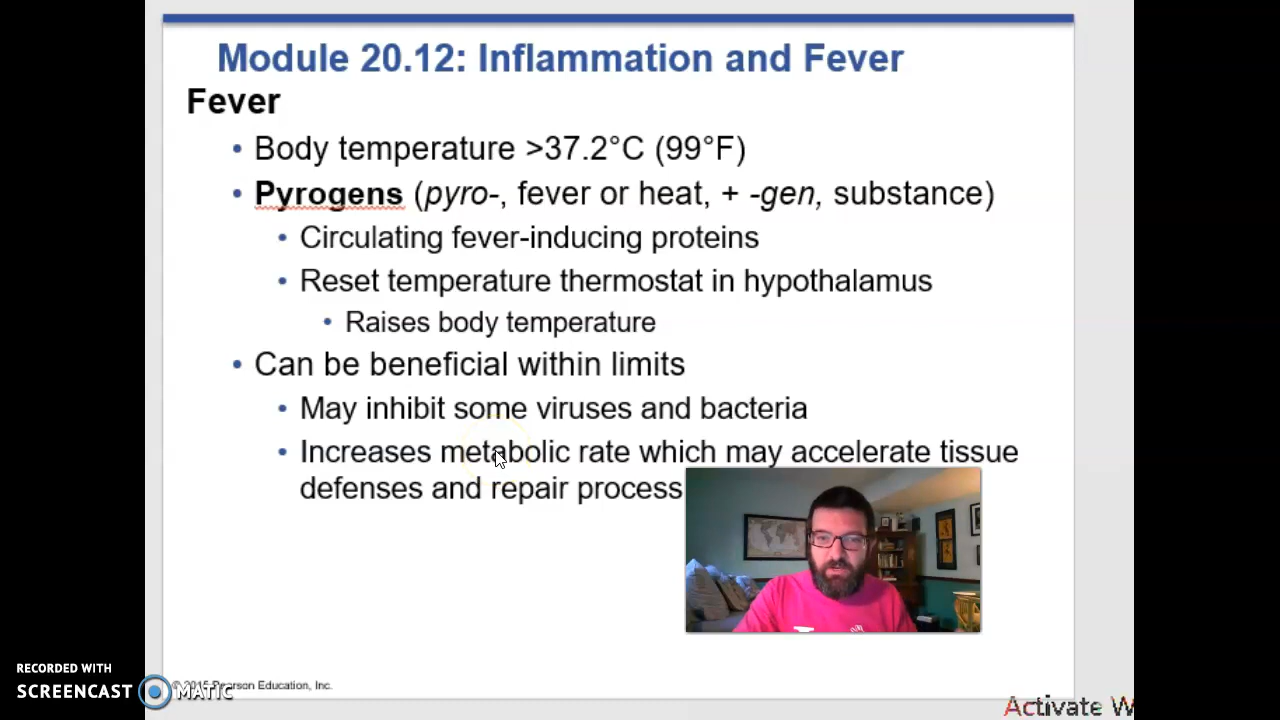 Module 20.12: Inflammation and Fever
Fever
• Body temperature >37.2°C (99°F)
• Pyrogens (pyro-, fever or heat, + -gen, substance)
• Circulating fever-inducing proteins
• Reset temperature thermostat in hypothalamus
• Raises body temperature
• Can be beneficial within limits
• May inhibit some viruses and bacteria
• Increases metabolic rate which may accelerate tissue
defenses and repair process
RECORDED WITH
SCREENCAST MATIC
Pearson Education, Inc.
Activate W